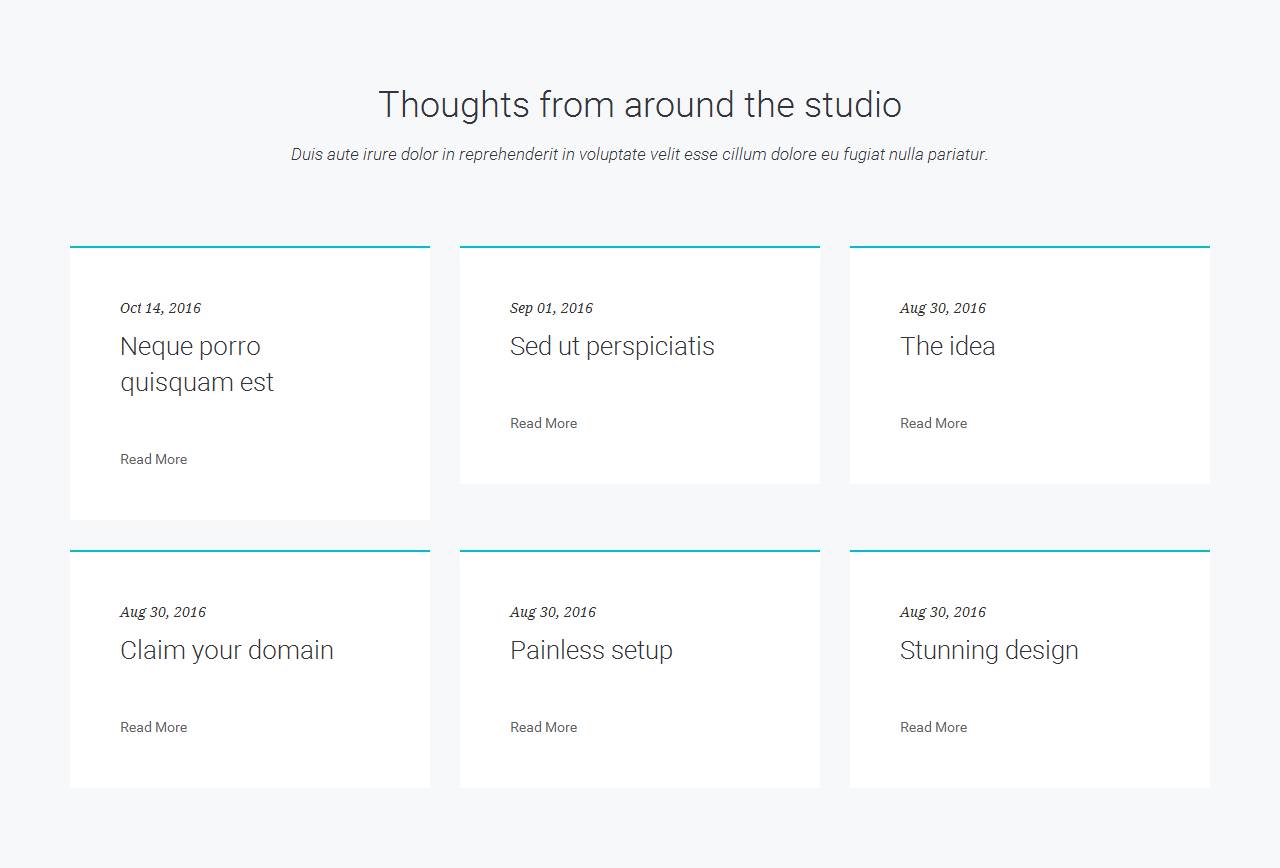 Thoughts from around the studio
Duis aute irure dolor in reprehenderit in voluptate velit esse cillum dolore eu fugiat nulla pariatur.
Oct 14, 2016
Neque porro
quisquam est
Read More
Sep 01, 2016
Sed ut perspiciatis
Read More
Aug 30, 2016
The idea
Read More
Aug 30, 2016
Claim your domain
Read More
Aug 30, 2016
Painless setup
Read More
Aug 30, 2016
Stunning design
Read More